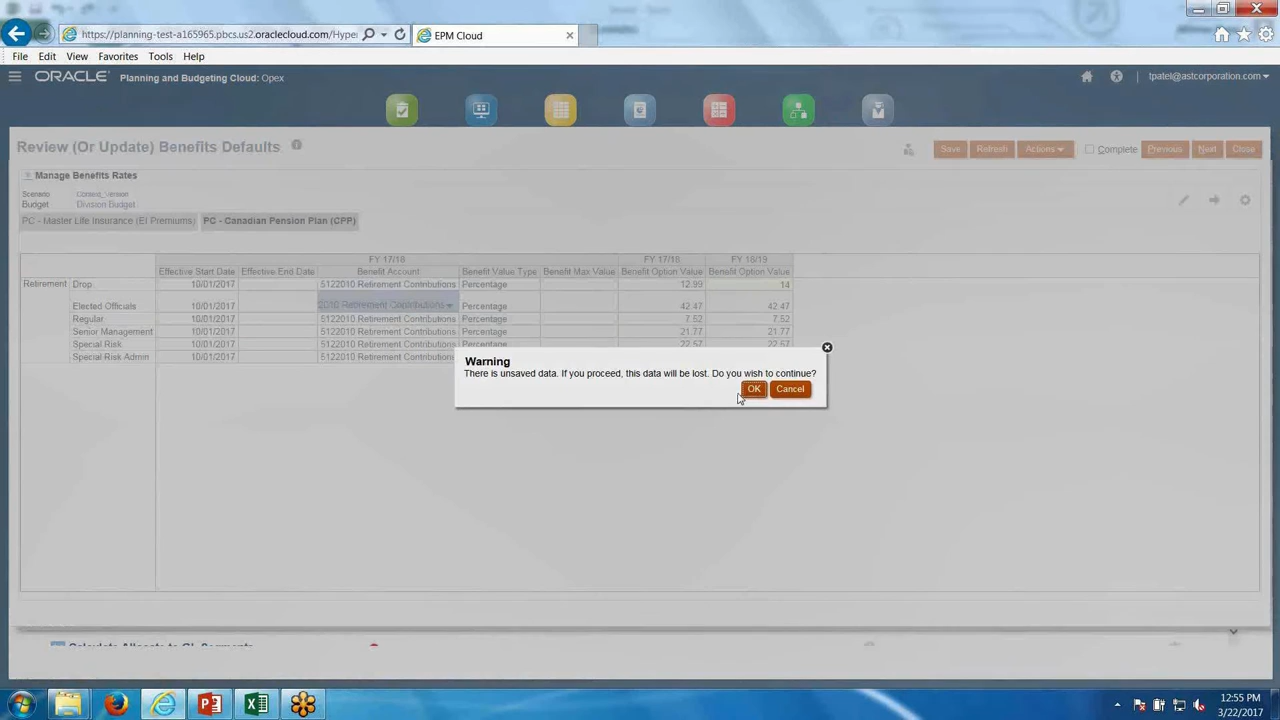 https://planning-test-a165965.pbcs.us2.oraclecloud.com/Hyper
EPM Cloud
File Edit View Favorites Tools Help
ORACLE Planning and Budgeting Cloud: Opex
tpatel@astcorporation.com
Review (Or Update) Benefits Defaults
Save Refresh Actions Complete Previous Next Close
Manage Benefits Rates
Scenario
Budget Division Budget
PC - Master Life Insurance (EI Premiums) PC - Canadian Pension Plan (CPP)
FY 17/18 FY 17/18 FY 18/19
Effective Start Date Effective End Date Benefit Account Benefit Value Type Benefit Max Value Benefit Option Value Benefit Option Value
Retirement Drop 10/01/2017 5122010 Retirement Contributions Percentage 12.99 14
Elected Officials 10/01/2017 2010 Retirement Contributions Percentage 42.47 42.47
Regular 10/01/2017 5122010 Retirement Contributions Percentage 7.52 7.52
Senior Management 10/01/2017 5122010 Retirement Contributions Percentage 21.77 21.77
Special Risk 10/01/2017 5122010 Retirement Contributions Percentage 22.57 22.57
Special Risk Admin 10/01/2017 5122010 Retirement Contributions
Warning
There is unsaved data. If you proceed, this data will be lost. Do you wish to continue?
OK Cancel
12:55 PM
3/22/2017